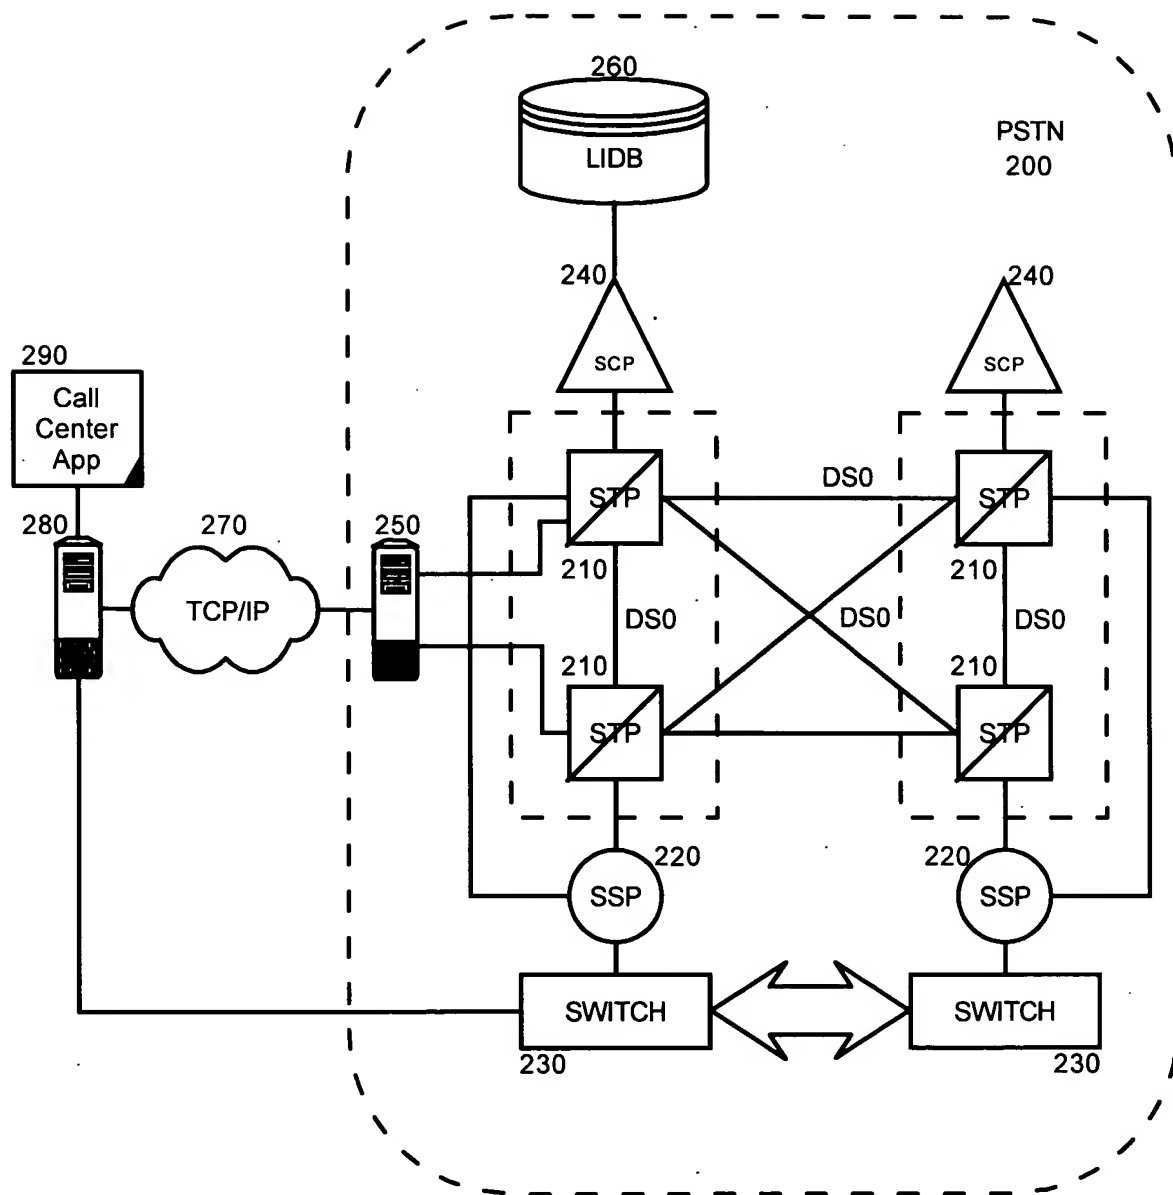 260
LIDB
PSTN
200
240
SCP
240
SCP
290
Call
Center
App
280
270
TCP/IP
250
STP
210
DS0
STP
210
DS0
DS0
210
STP
DS0
210
STP
220
SSP
220
SSP
SWITCH
230
SWITCH
230